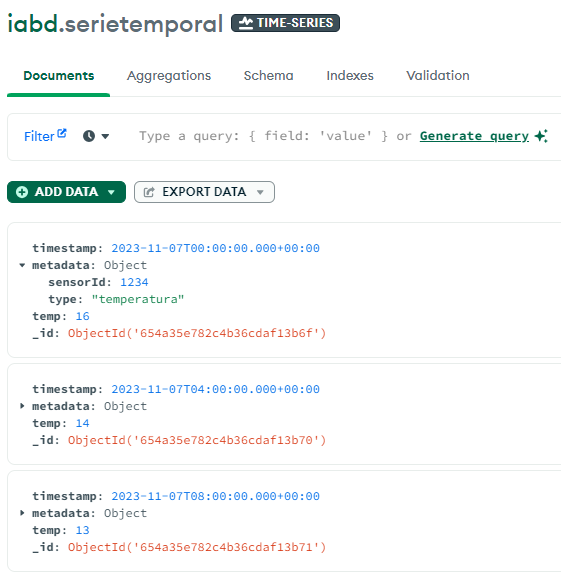 iabd.serietemporal TIME-SERIES
Documents Aggregations Schema Indexes Validation
Filter Type a query: { field: 'value' } or Generate query
ADD DATA EXPORT DATA
timestamp: 2023-11-07T00:00:00.000+00:00
metadata: Object
sensorId: 1234
type: "temperatura"
temp: 16
_id: ObjectId('654a35e782c4b36cdaf13b6f')
timestamp: 2023-11-07T04:00:00.000+00:00
metadata: Object
temp: 14
_id: ObjectId('654a35e782c4b36cdaf13b70')
timestamp: 2023-11-07T08:00:00.000+00:00
metadata: Object
temp: 13
_id: ObjectId('654a35e782c4b36cdaf13b71')